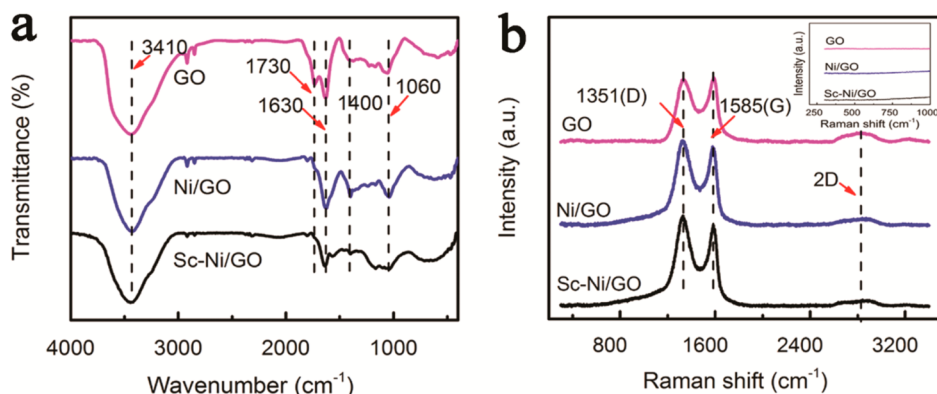 a
3410
GO
1730
1060
1630
1400
Ni/GO
Sc-Ni/GO
Transmittance (%)
4000
3000
2000
1000
Wavenumber (cm⁻¹)
b
GO
Ni/GO
Sc-Ni/GO
Intensity (a.u.)
250
500
750
1000
Raman shift (cm⁻¹)
1351(D)
1585(G)
GO
2D
Ni/GO
Sc-Ni/GO
Intensity (a.u.)
800
1600
2400
3200
Raman shift (cm⁻¹)